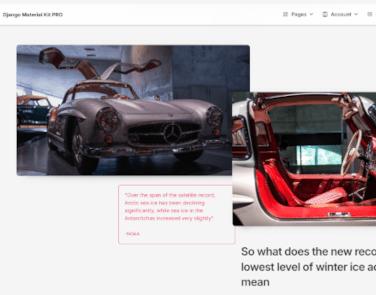 Django Material Kit PRO
Pages
Account
"Over the span of the satellite record,
Arctic sea ice has been declining
significantly, while sea ice in the
Antarctichas increased very slightly"
-NOAA
So what does the new reco
lowest level of winter ice ac
mean